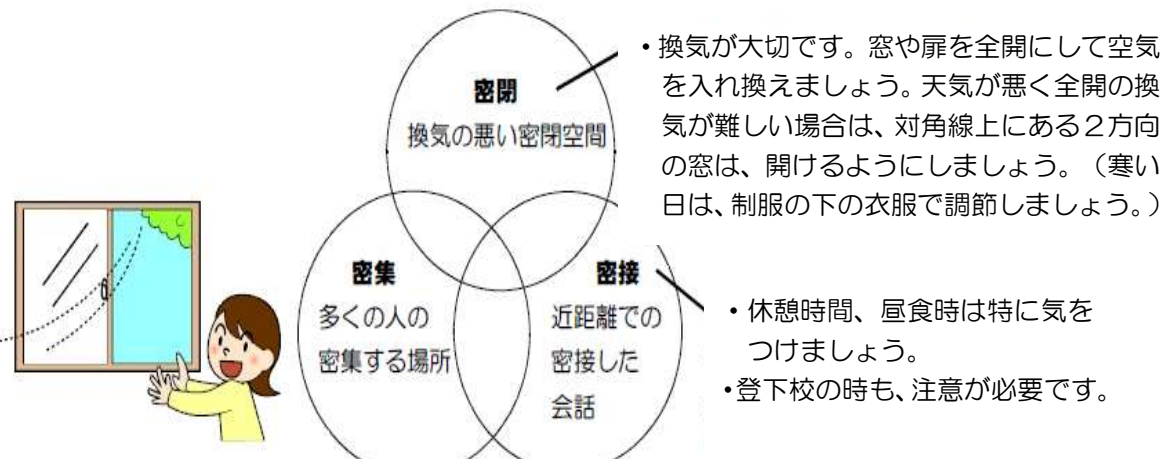 密閉
換気の悪い密閉空間
・換気が大切です。窓や扉を全開にして空気
を入れ換えましょう。天気が悪く全開の換
気が難しい場合は、対角線上にある2方向
の窓は、開けるようにしましょう。(寒い
日は、制服の下の衣服で調節しましょう。)
密集
多くの人の
密集する場所
密接
近距離での
密接した
会話
・休憩時間、昼食時は特に気を
つけましょう。
・登下校の時も、注意が必要です。